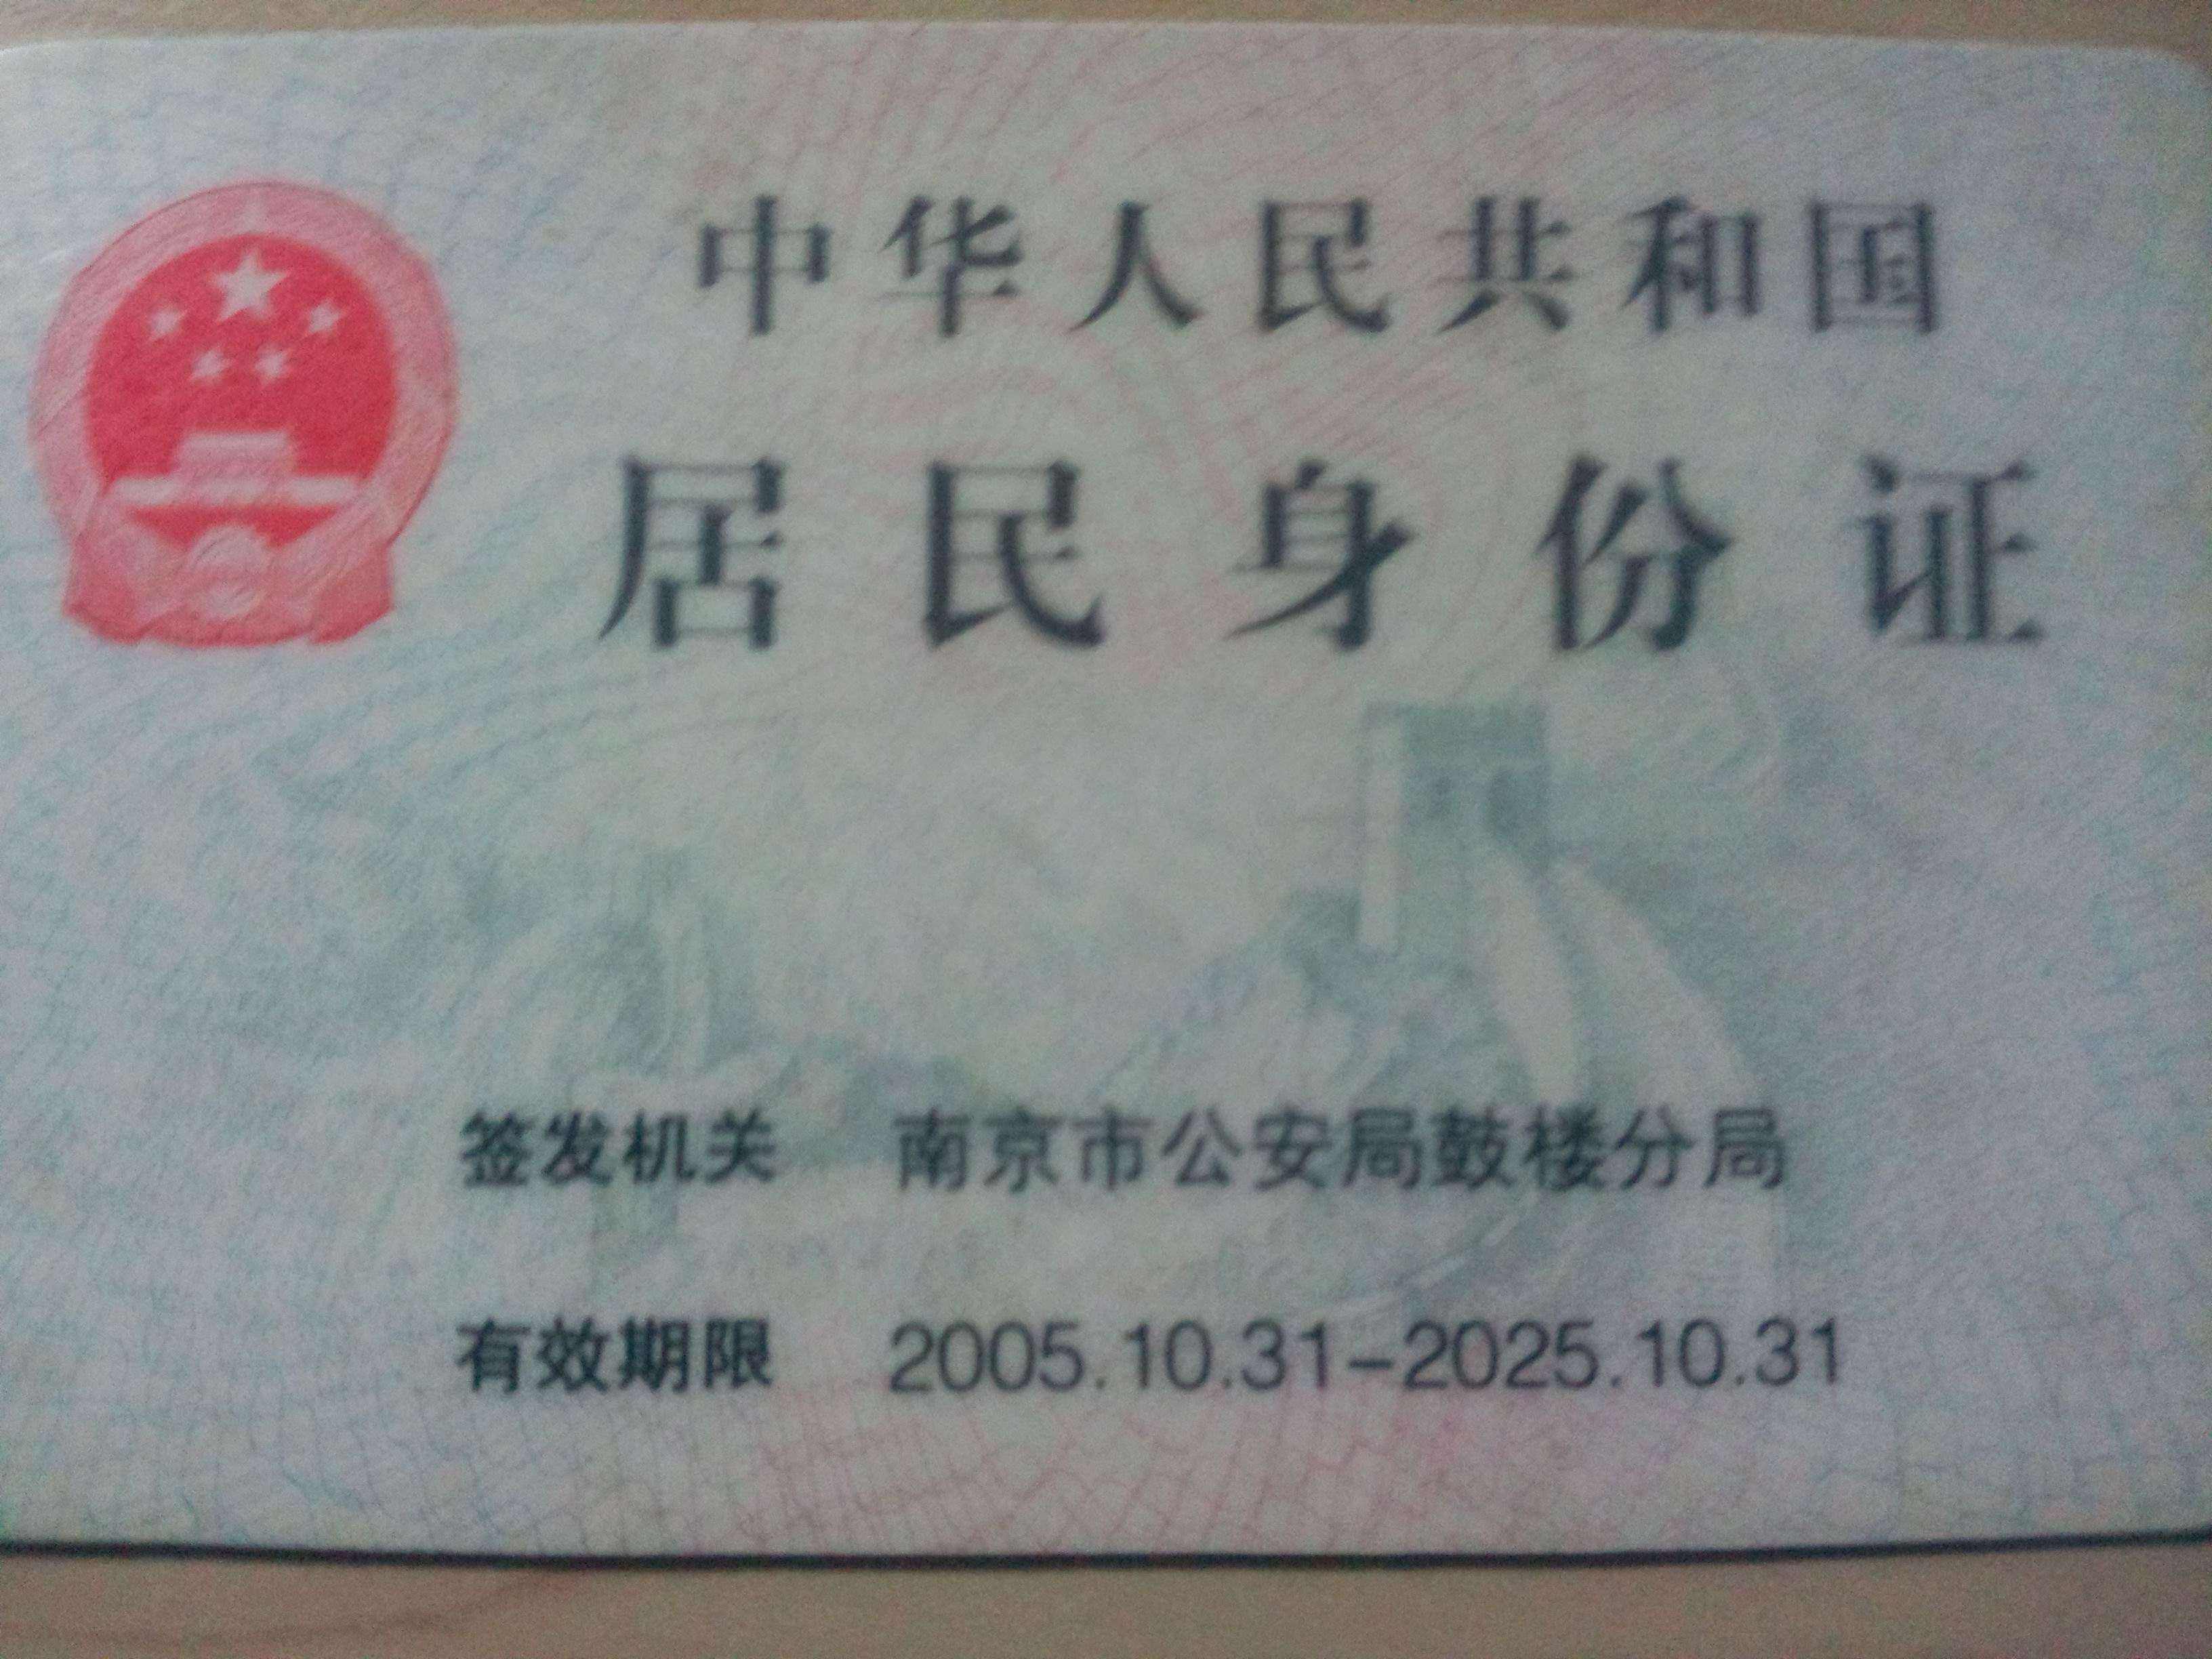 中华人民共和国
居民身份证
签发机关 南京市公安局鼓楼分局
有效期限 2005.10.31-2025.10.31